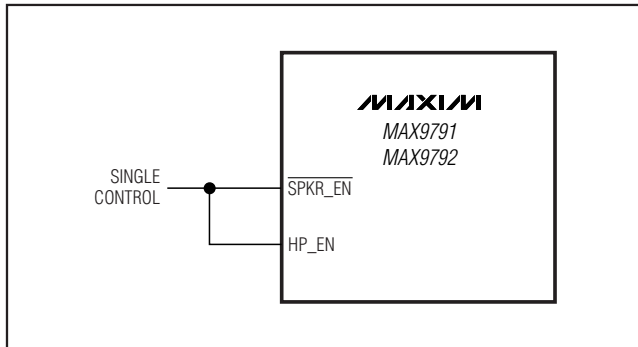 MAXIM
MAX9791
MAX9792
SINGLE
CONTROL
SPKR_EN
HP_EN